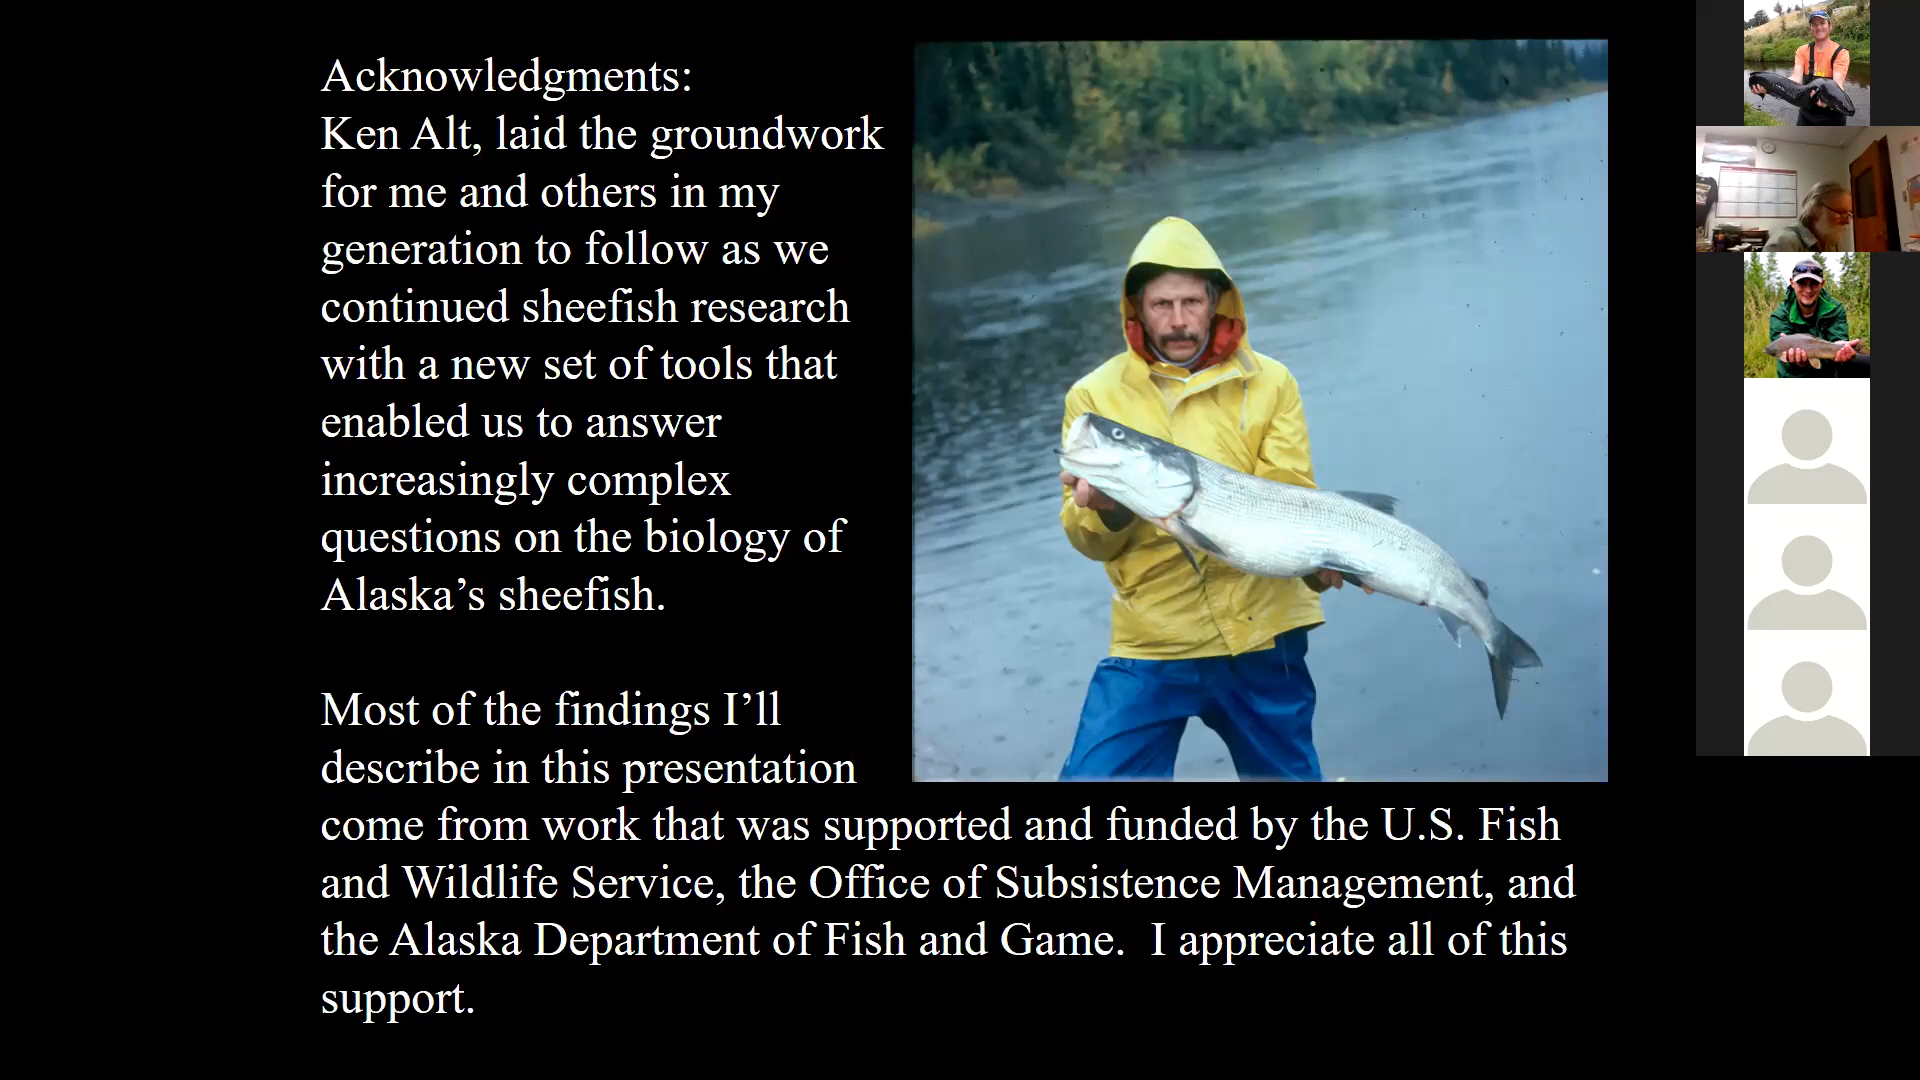 Acknowledgments:
Ken Alt, laid the groundwork
for me and others in my
generation to follow as we
continued sheefish research
with a new set of tools that
enabled us to answer
increasingly complex
questions on the biology of
Alaska’s sheefish.
Most of the findings I’ll
describe in this presentation
come from work that was supported and funded by the U.S. Fish
and Wildlife Service, the Office of Subsistence Management, and
the Alaska Department of Fish and Game.  I appreciate all of this
support.